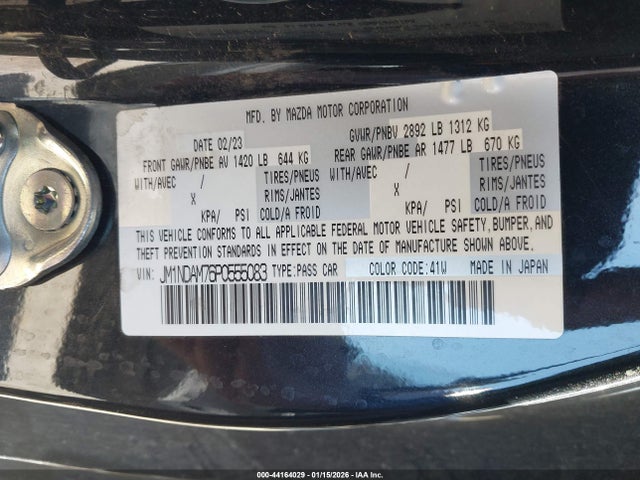 MFD. BY MAZDA MOTOR CORPORATION
DATE 02/23 GVWR/PNBV 2892 LB 1312 KG
FRONT GAWR/PNBE AV 1420 LB 644 KG REAR GAWR/PNBE AR 1477 LB 670 KG
WITH/AVEC / TIRES/PNEUS WITH/AVEC / TIRES/PNEUS
X RIMS/JANTES X RIMS/JANTES
KPA/ PSI COLD/A FROID KPA/ PSI COLD/A FROID
THIS VEHICLE CONFORMS TO ALL APPLICABLE FEDERAL MOTOR VEHICLE SAFETY, BUMPER, AND
THEFT PREVENTION STANDARDS IN EFFECT ON THE DATE OF MANUFACTURE SHOWN ABOVE.
VIN: JM1NDAM76P0555083 TYPE:PASS CAR COLOR CODE:41W MADE IN JAPAN
000-44164029 - 01/15/2026 - IAA Inc.